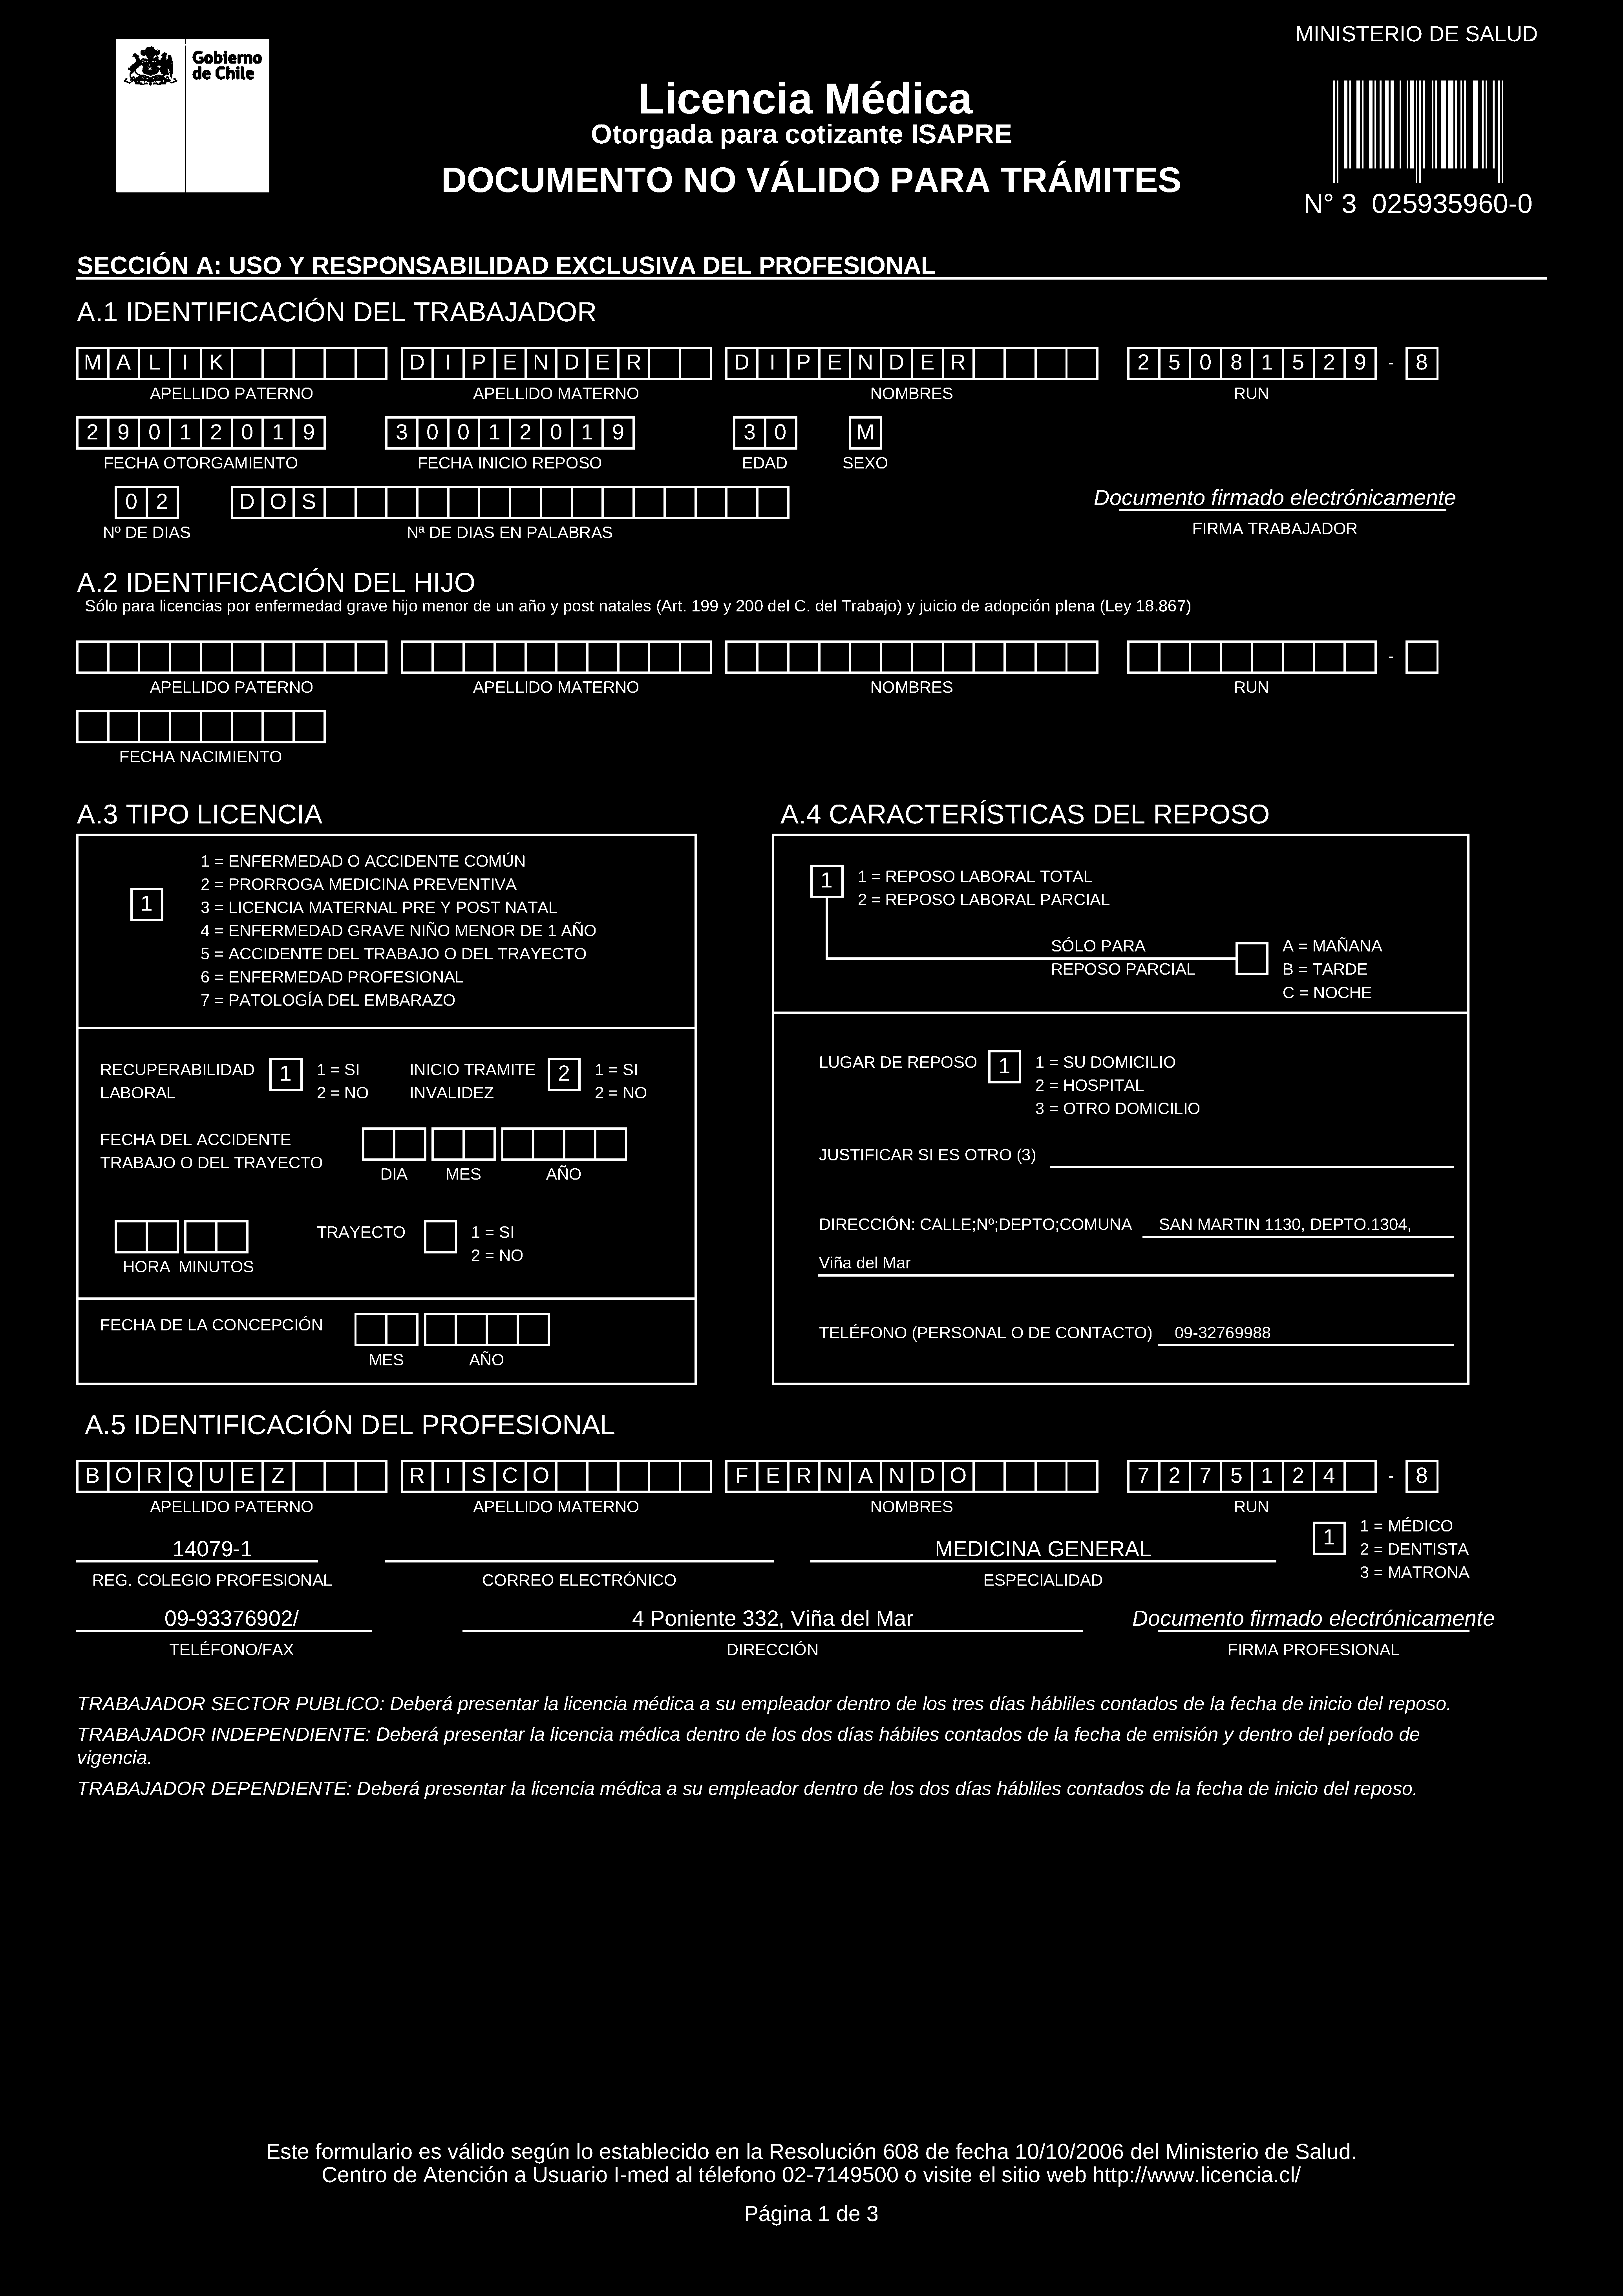 MINISTERIO DE SALUD
Gobierno
de Chile
Licencia Médica
Otorgada para cotizante ISAPRE
DOCUMENTO NO VÁLIDO PARA TRÁMITES
N° 3 025935960-0
SECCIÓN A: USO Y RESPONSABILIDAD EXCLUSIVA DEL PROFESIONAL
A.1 IDENTIFICACIÓN DEL TRABAJADOR
MALIK DIPENDER DIPENDER 25081529 - 8
APELLIDO PATERNO APELLIDO MATERNO NOMBRES RUN
29012019 30012019 30 M
FECHA OTORGAMIENTO FECHA INICIO REPOSO EDAD SEXO
02 DOS Documento firmado electrónicamente
Nº DE DIAS Nª DE DIAS EN PALABRAS FIRMA TRABAJADOR
A.2 IDENTIFICACIÓN DEL HIJO
Sólo para licencias por enfermedad grave hijo menor de un año y post natales (Art. 199 y 200 del C. del Trabajo) y juicio de adopción plena (Ley 18.867)
-
APELLIDO PATERNO APELLIDO MATERNO NOMBRES RUN
FECHA NACIMIENTO
A.3 TIPO LICENCIA
1
1 = ENFERMEDAD O ACCIDENTE COMÚN
2 = PRORROGA MEDICINA PREVENTIVA
3 = LICENCIA MATERNAL PRE Y POST NATAL
4 = ENFERMEDAD GRAVE NIÑO MENOR DE 1 AÑO
5 = ACCIDENTE DEL TRABAJO O DEL TRAYECTO
6 = ENFERMEDAD PROFESIONAL
7 = PATOLOGÍA DEL EMBARAZO
RECUPERABILIDAD 1 1 = SI INICIO TRAMITE 2 1 = SI
LABORAL 2 = NO INVALIDEZ 2 = NO
FECHA DEL ACCIDENTE
TRABAJO O DEL TRAYECTO
DIA MES AÑO
TRAYECTO 1 = SI
2 = NO
HORA MINUTOS
FECHA DE LA CONCEPCIÓN
MES AÑO
A.4 CARACTERÍSTICAS DEL REPOSO
1 1 = REPOSO LABORAL TOTAL
2 = REPOSO LABORAL PARCIAL
SÓLO PARA A = MAÑANA
REPOSO PARCIAL B = TARDE
C = NOCHE
LUGAR DE REPOSO 1 1 = SU DOMICILIO
2 = HOSPITAL
3 = OTRO DOMICILIO
JUSTIFICAR SI ES OTRO (3)
DIRECCIÓN: CALLE;Nº;DEPTO;COMUNA SAN MARTIN 1130, DEPTO.1304,
Viña del Mar
TELÉFONO (PERSONAL O DE CONTACTO) 09-32769988
A.5 IDENTIFICACIÓN DEL PROFESIONAL
BORQUEZ RISCO FERNANDO 7275124 - 8
APELLIDO PATERNO APELLIDO MATERNO NOMBRES RUN
1 1 = MÉDICO
2 = DENTISTA
3 = MATRONA
14079-1 MEDICINA GENERAL
REG. COLEGIO PROFESIONAL CORREO ELECTRÓNICO ESPECIALIDAD
09-93376902/ 4 Poniente 332, Viña del Mar Documento firmado electrónicamente
TELÉFONO/FAX DIRECCIÓN FIRMA PROFESIONAL
TRABAJADOR SECTOR PUBLICO: Deberá presentar la licencia médica a su empleador dentro de los tres días hábliles contados de la fecha de inicio del reposo.
TRABAJADOR INDEPENDIENTE: Deberá presentar la licencia médica dentro de los dos días hábiles contados de la fecha de emisión y dentro del período de
vigencia.
TRABAJADOR DEPENDIENTE: Deberá presentar la licencia médica a su empleador dentro de los dos días hábliles contados de la fecha de inicio del reposo.
Este formulario es válido según lo establecido en la Resolución 608 de fecha 10/10/2006 del Ministerio de Salud.
Centro de Atención a Usuario I-med al télefono 02-7149500 o visite el sitio web http://www.licencia.cl/
Página 1 de 3